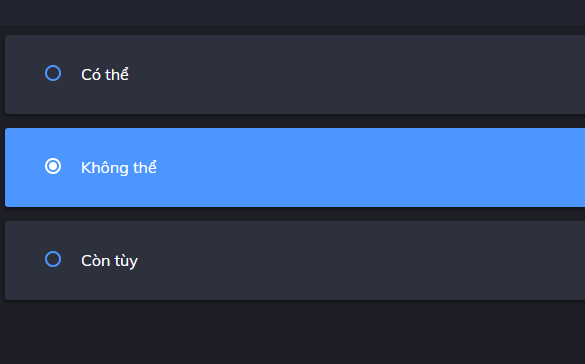 Có thể
Không thể
Còn tùy